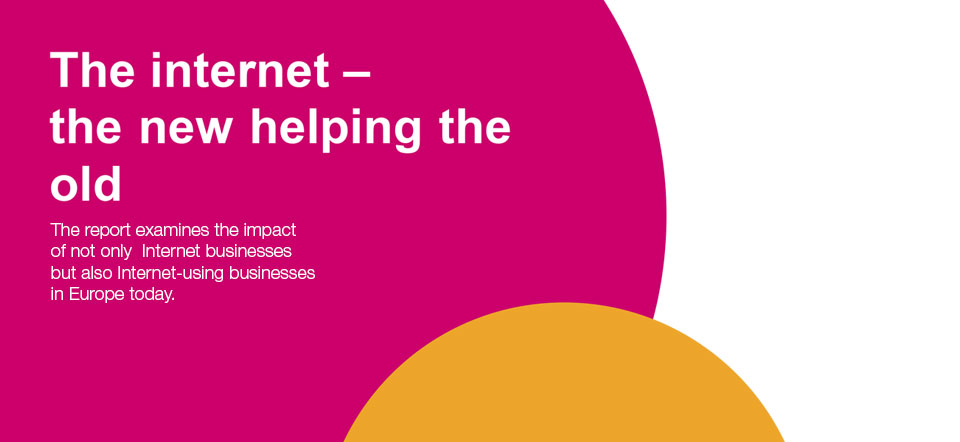 The internet –
the new helping the
old
The report examines the impact
of not only  Internet businesses
but also Internet-using businesses
in Europe today.